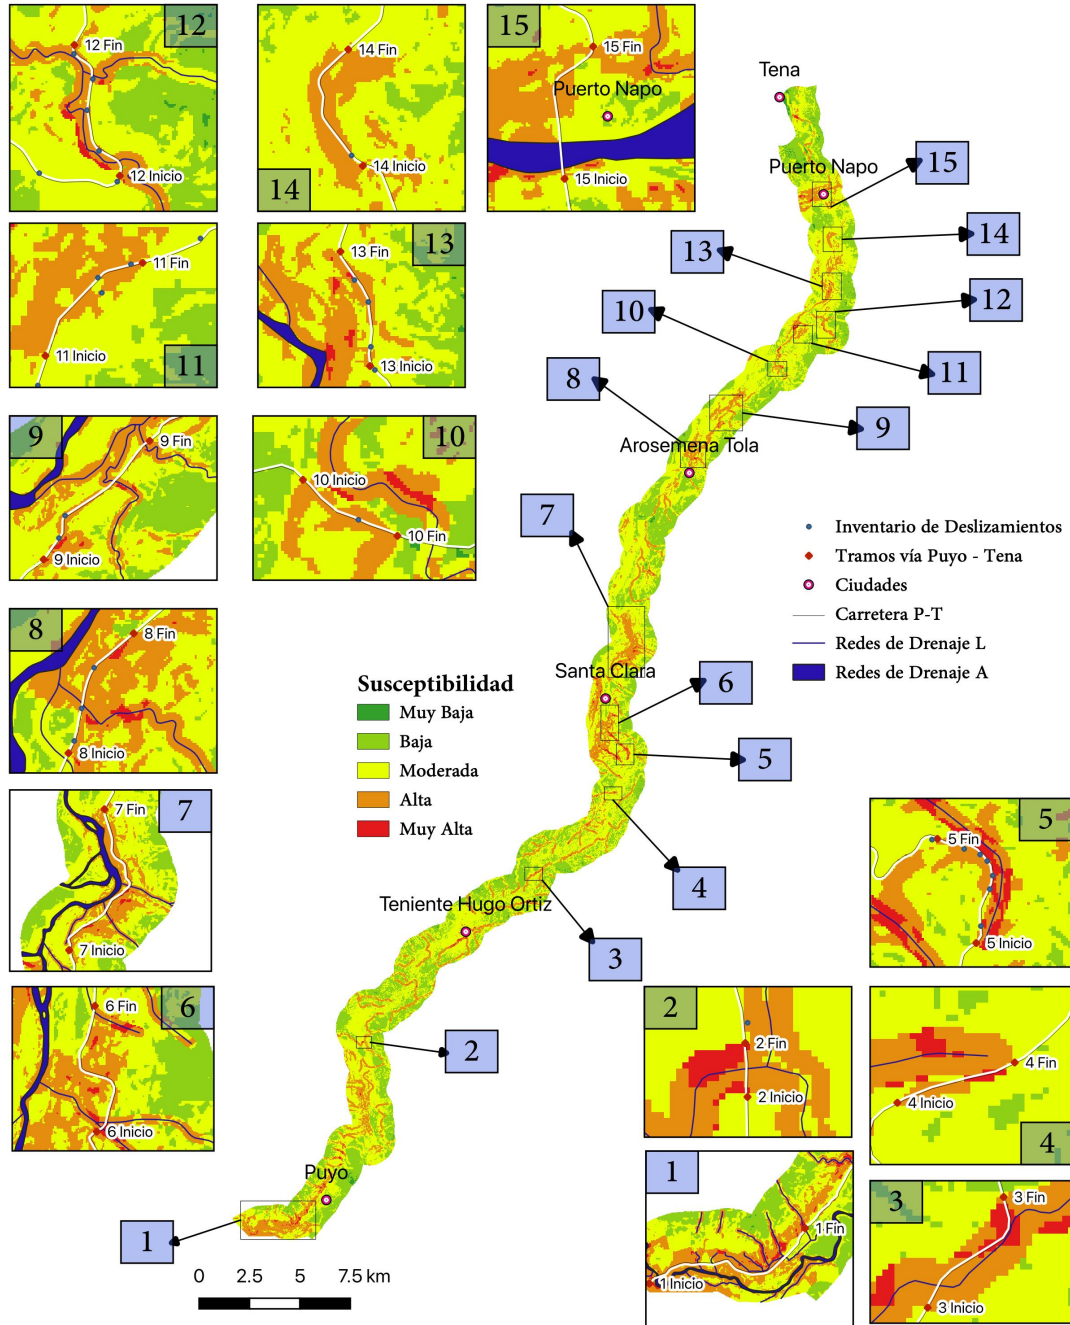 12
12 Fin
12 Inicio
14 Fin
14 Inicio
14
15
15 Fin
Puerto Napo
15 Inicio
11 Fin
11 Inicio
11
13
13 Fin
13 Inicio
9
9 Fin
9 Inicio
10
10 Inicio
10 Fin
8
8 Fin
8 Inicio
7
7 Fin
7 Inicio
6
6 Fin
6 Inicio
Tena
Puerto Napo
15
14
13
12
10
11
8
9
Arosemena Tola
7
Santa Clara
6
5
4
Teniente Hugo Ortiz
3
2
Puyo
1
Inventario de Deslizamientos
Tramos vía Puyo - Tena
Ciudades
Carretera P-T
Redes de Drenaje L
Redes de Drenaje A
Susceptibilidad
Muy Baja
Baja
Moderada
Alta
Muy Alta
5
5 Fin
5 Inicio
2
2 Fin
2 Inicio
4 Fin
4 Inicio
4
1
1 Fin
1 Inicio
3
3 Fin
3 Inicio
0 2.5 5 7.5 km